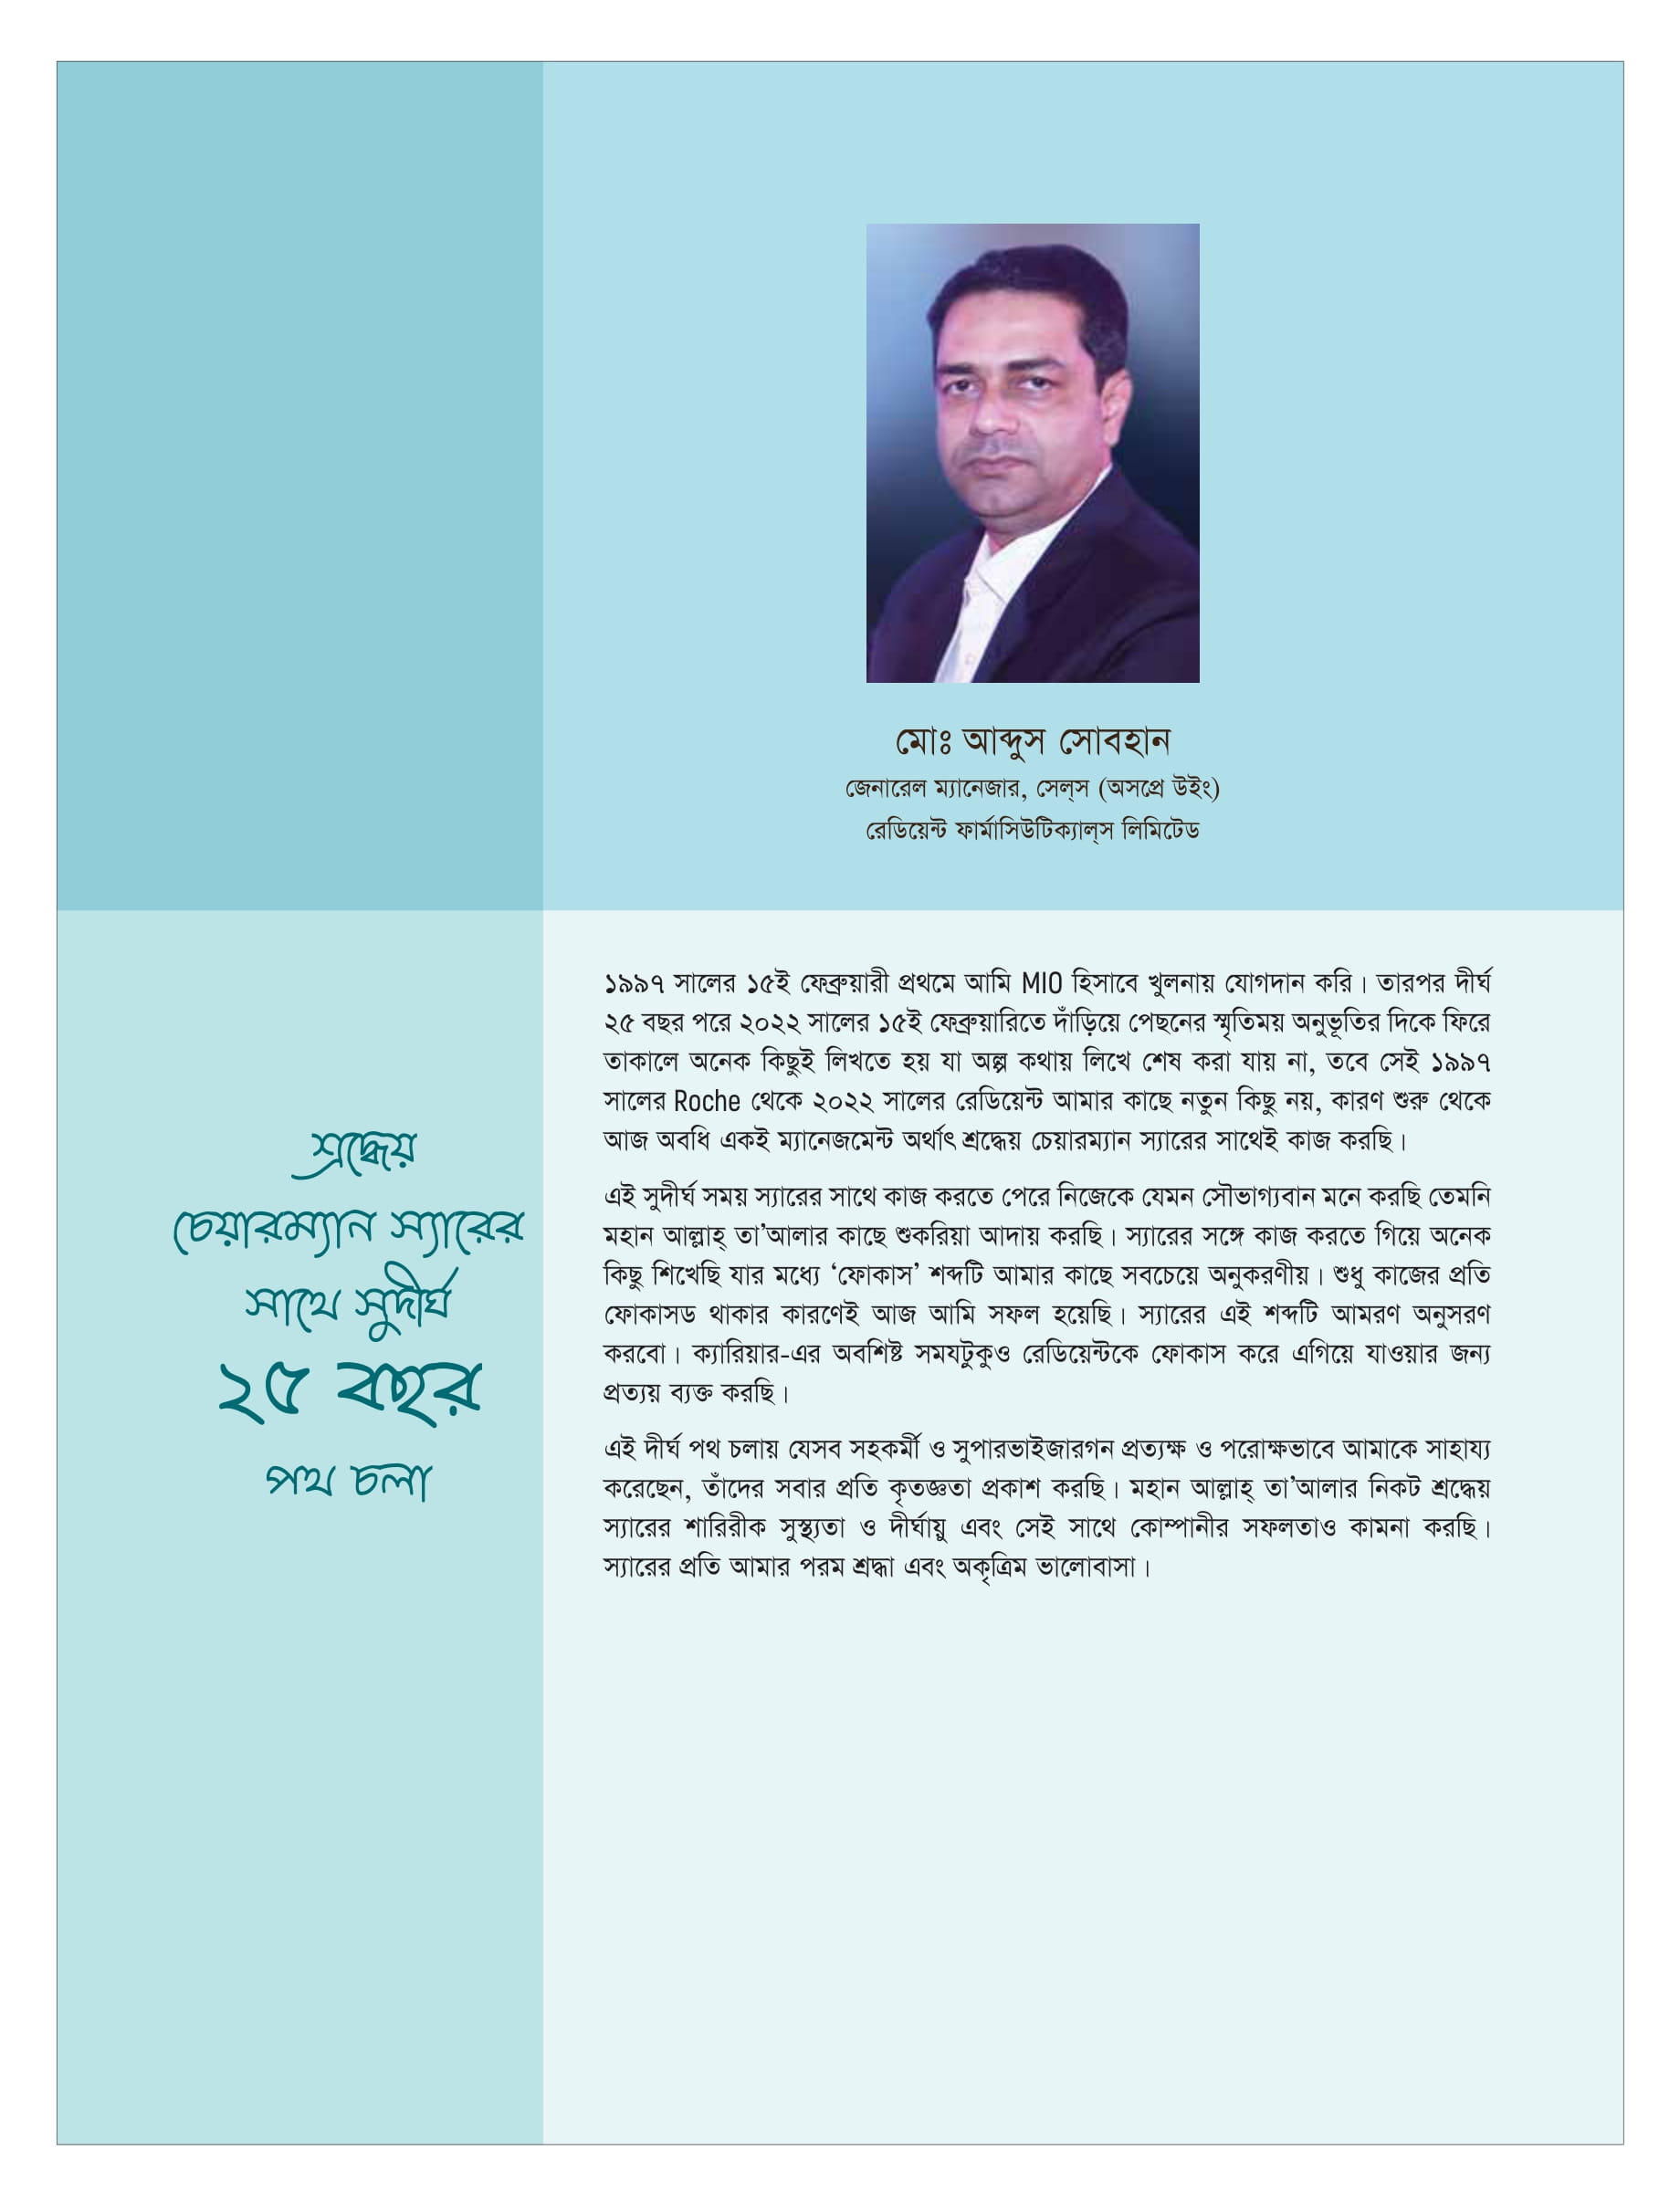 মোঃ আব্দুস সোবহান
জেনারেল ম্যানেজার, সেল্‌স (অসপ্রে উইং)
রেডিয়েন্ট ফার্মাসিউটিক্যাল্‌স লিমিটেড
শ্রদ্ধেয়
চেয়ারম্যান স্যারের
সাথে সুদীর্ঘ
২৫ বছর
পথ চলা
১৯৯৭ সালের ১৫ই ফেব্রুয়ারী প্রথমে আমি MIO হিসাবে খুলনায় যোগদান করি। তারপর দীর্ঘ
২৫ বছর পরে ২০২২ সালের ১৫ই ফেব্রুয়ারিতে দাঁড়িয়ে পেছনের স্মৃতিময় অনুভূতির দিকে ফিরে
তাকালে অনেক কিছুই লিখতে হয় যা অল্প কথায় লিখে শেষ করা যায় না, তবে সেই ১৯৯৭
সালের Roche থেকে ২০২২ সালের রেডিয়েন্ট আমার কাছে নতুন কিছু নয়, কারণ শুরু থেকে
আজ অবধি একই ম্যানেজমেন্ট অর্থাৎ শ্রদ্ধেয় চেয়ারম্যান স্যারের সাথেই কাজ করছি।
এই সুদীর্ঘ সময় স্যারের সাথে কাজ করতে পেরে নিজেকে যেমন সৌভাগ্যবান মনে করছি তেমনি
মহান আল্লাহ্ তা’আলার কাছে শুকরিয়া আদায় করছি। স্যারের সঙ্গে কাজ করতে গিয়ে অনেক
কিছু শিখেছি যার মধ্যে ‘ফোকাস’ শব্দটি আমার কাছে সবচেয়ে অনুকরণীয়। শুধু কাজের প্রতি
ফোকাসড থাকার কারণেই আজ আমি সফল হয়েছি। স্যারের এই শব্দটি আমরণ অনুসরণ
করবো। ক্যারিয়ার-এর অবশিষ্ট সমযটুকুও রেডিয়েন্টকে ফোকাস করে এগিয়ে যাওয়ার জন্য
প্রত্যয় ব্যক্ত করছি।
এই দীর্ঘ পথ চলায় যেসব সহকর্মী ও সুপারভাইজারগন প্রত্যক্ষ ও পরোক্ষভাবে আমাকে সাহায্য
করেছেন, তাঁদের সবার প্রতি কৃতজ্ঞতা প্রকাশ করছি। মহান আল্লাহ্ তা’আলার নিকট শ্রদ্ধেয়
স্যারের শারিরীক সুস্থ্যতা ও দীর্ঘায়ু এবং সেই সাথে কোম্পানীর সফলতাও কামনা করছি।
স্যারের প্রতি আমার পরম শ্রদ্ধা এবং অকৃত্রিম ভালোবাসা।